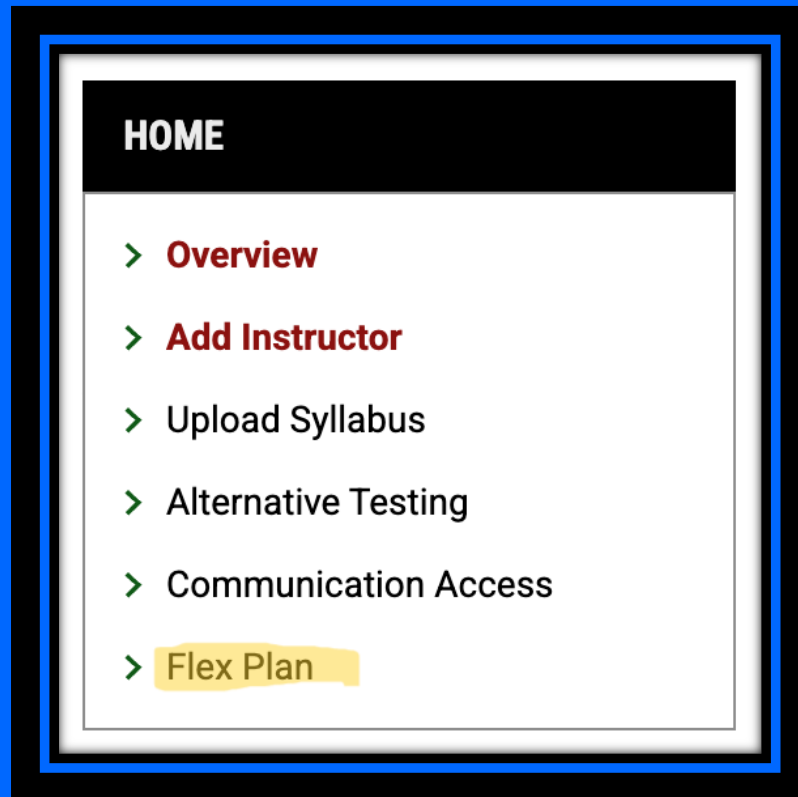 HOME
Overview
Add Instructor
Upload Syllabus
Alternative Testing
Communication Access
Flex Plan